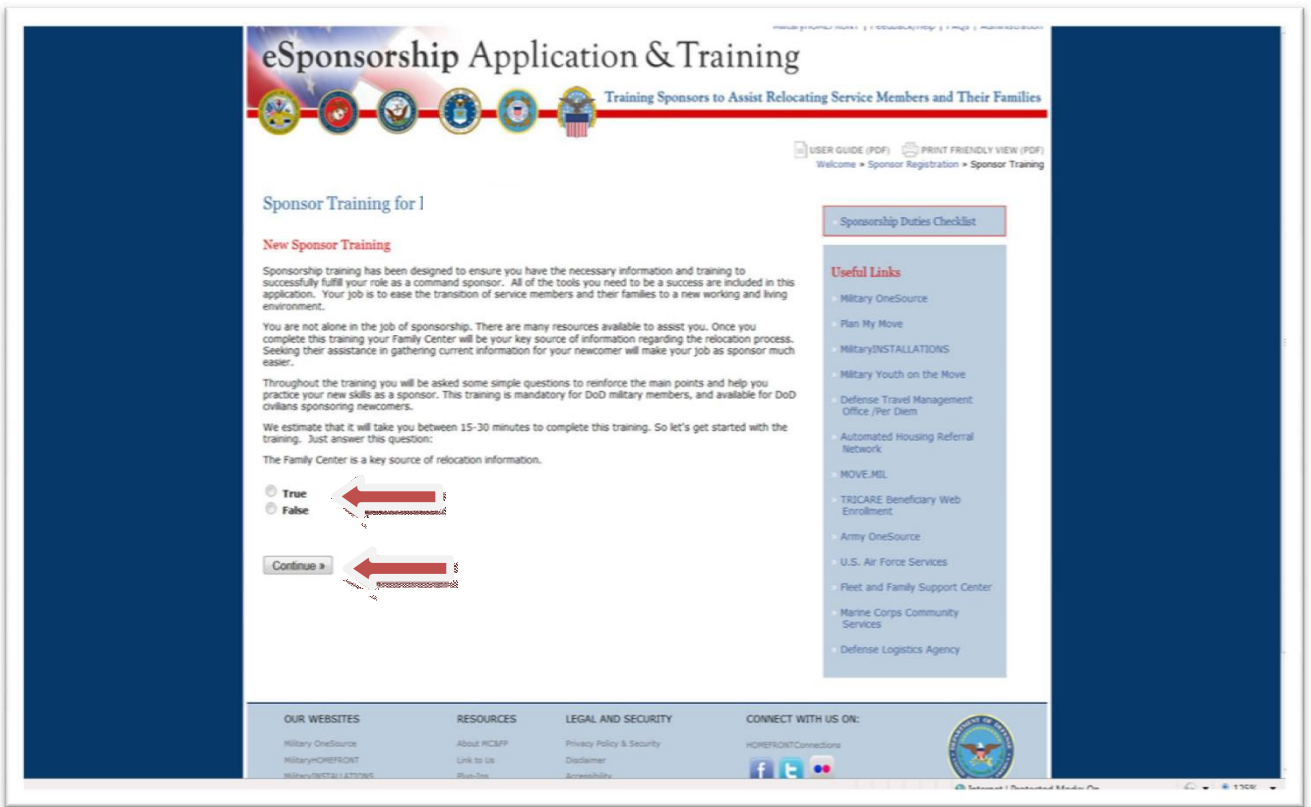 MilitaryHOMEFRONT | Feedback/Help | FAQs | Administration
eSponsorship Application & Training
Training Sponsors to Assist Relocating Service Members and Their Families
USER GUIDE (PDF) PRINT FRIENDLY VIEW (PDF)
Welcome » Sponsor Registration » Sponsor Training
Sponsor Training for
New Sponsor Training
Sponsorship training has been designed to ensure you have the necessary information and training to
successfully fulfill your role as a command sponsor. All of the tools you need to be a success are included in this
application. Your job is to ease the transition of service members and their families to a new working and living
environment.
You are not alone in the job of sponsorship. There are many resources available to assist you. Once you
complete this training your Family Center will be your key source of information regarding the relocation process.
Seeking their assistance in gathering current information for your newcomer will make your job as sponsor much
easier.
Throughout the training you will be asked some simple questions to reinforce the main points and help you
practice your new skills as a sponsor. This training is mandatory for DoD military members, and available for DoD
civilians sponsoring newcomers.
We estimate that it will take you between 15-30 minutes to complete this training. So let's get started with the
training. Just answer this question:
The Family Center is a key source of relocation information.
True
False
Continue »
» Sponsorship Duties Checklist
Useful Links
» Military OneSource
» Plan My Move
» MilitaryINSTALLATIONS
» Military Youth on the Move
» Defense Travel Management
Office /Per Diem
» Automated Housing Referral
Network
» MOVE.MIL
» TRICARE Beneficiary Web
Enrollment
» Army OneSource
» U.S. Air Force Services
» Fleet and Family Support Center
» Marine Corps Community
Services
» Defense Logistics Agency
OUR WEBSITES
Military OneSource
MilitaryHOMEFRONT
MilitaryINSTALLATIONS
RESOURCES
About MC&FP
Link to Us
Plug-Ins
LEGAL AND SECURITY
Privacy Policy & Security
Disclaimer
Accessibility
CONNECT WITH US ON:
HOMEFRONTConnections
Internet | Protected Mode: On
125%